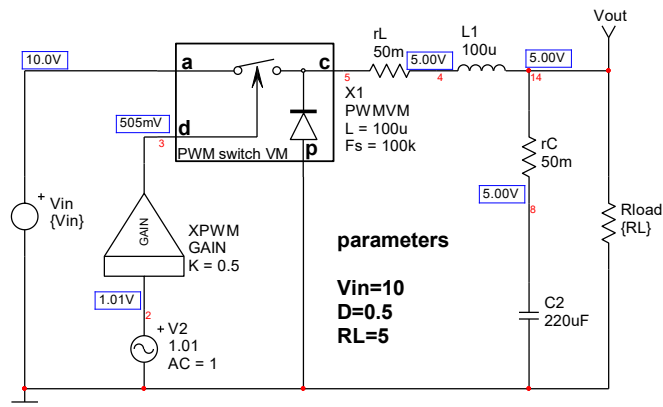 Vout
rL
50m
L1
100u
10.0V
5.00V
5.00V
a
c
5
4
14
X1
PWMVM
L = 100u
Fs = 100k
505mV
d
3
PWM switch VM
p
rC
50m
5.00V
8
Vin
{Vin}
GAIN
XPWM
GAIN
K = 0.5
Rload
{RL}
parameters
Vin=10
D=0.5
RL=5
1.01V
2
V2
1.01
AC = 1
C2
220uF